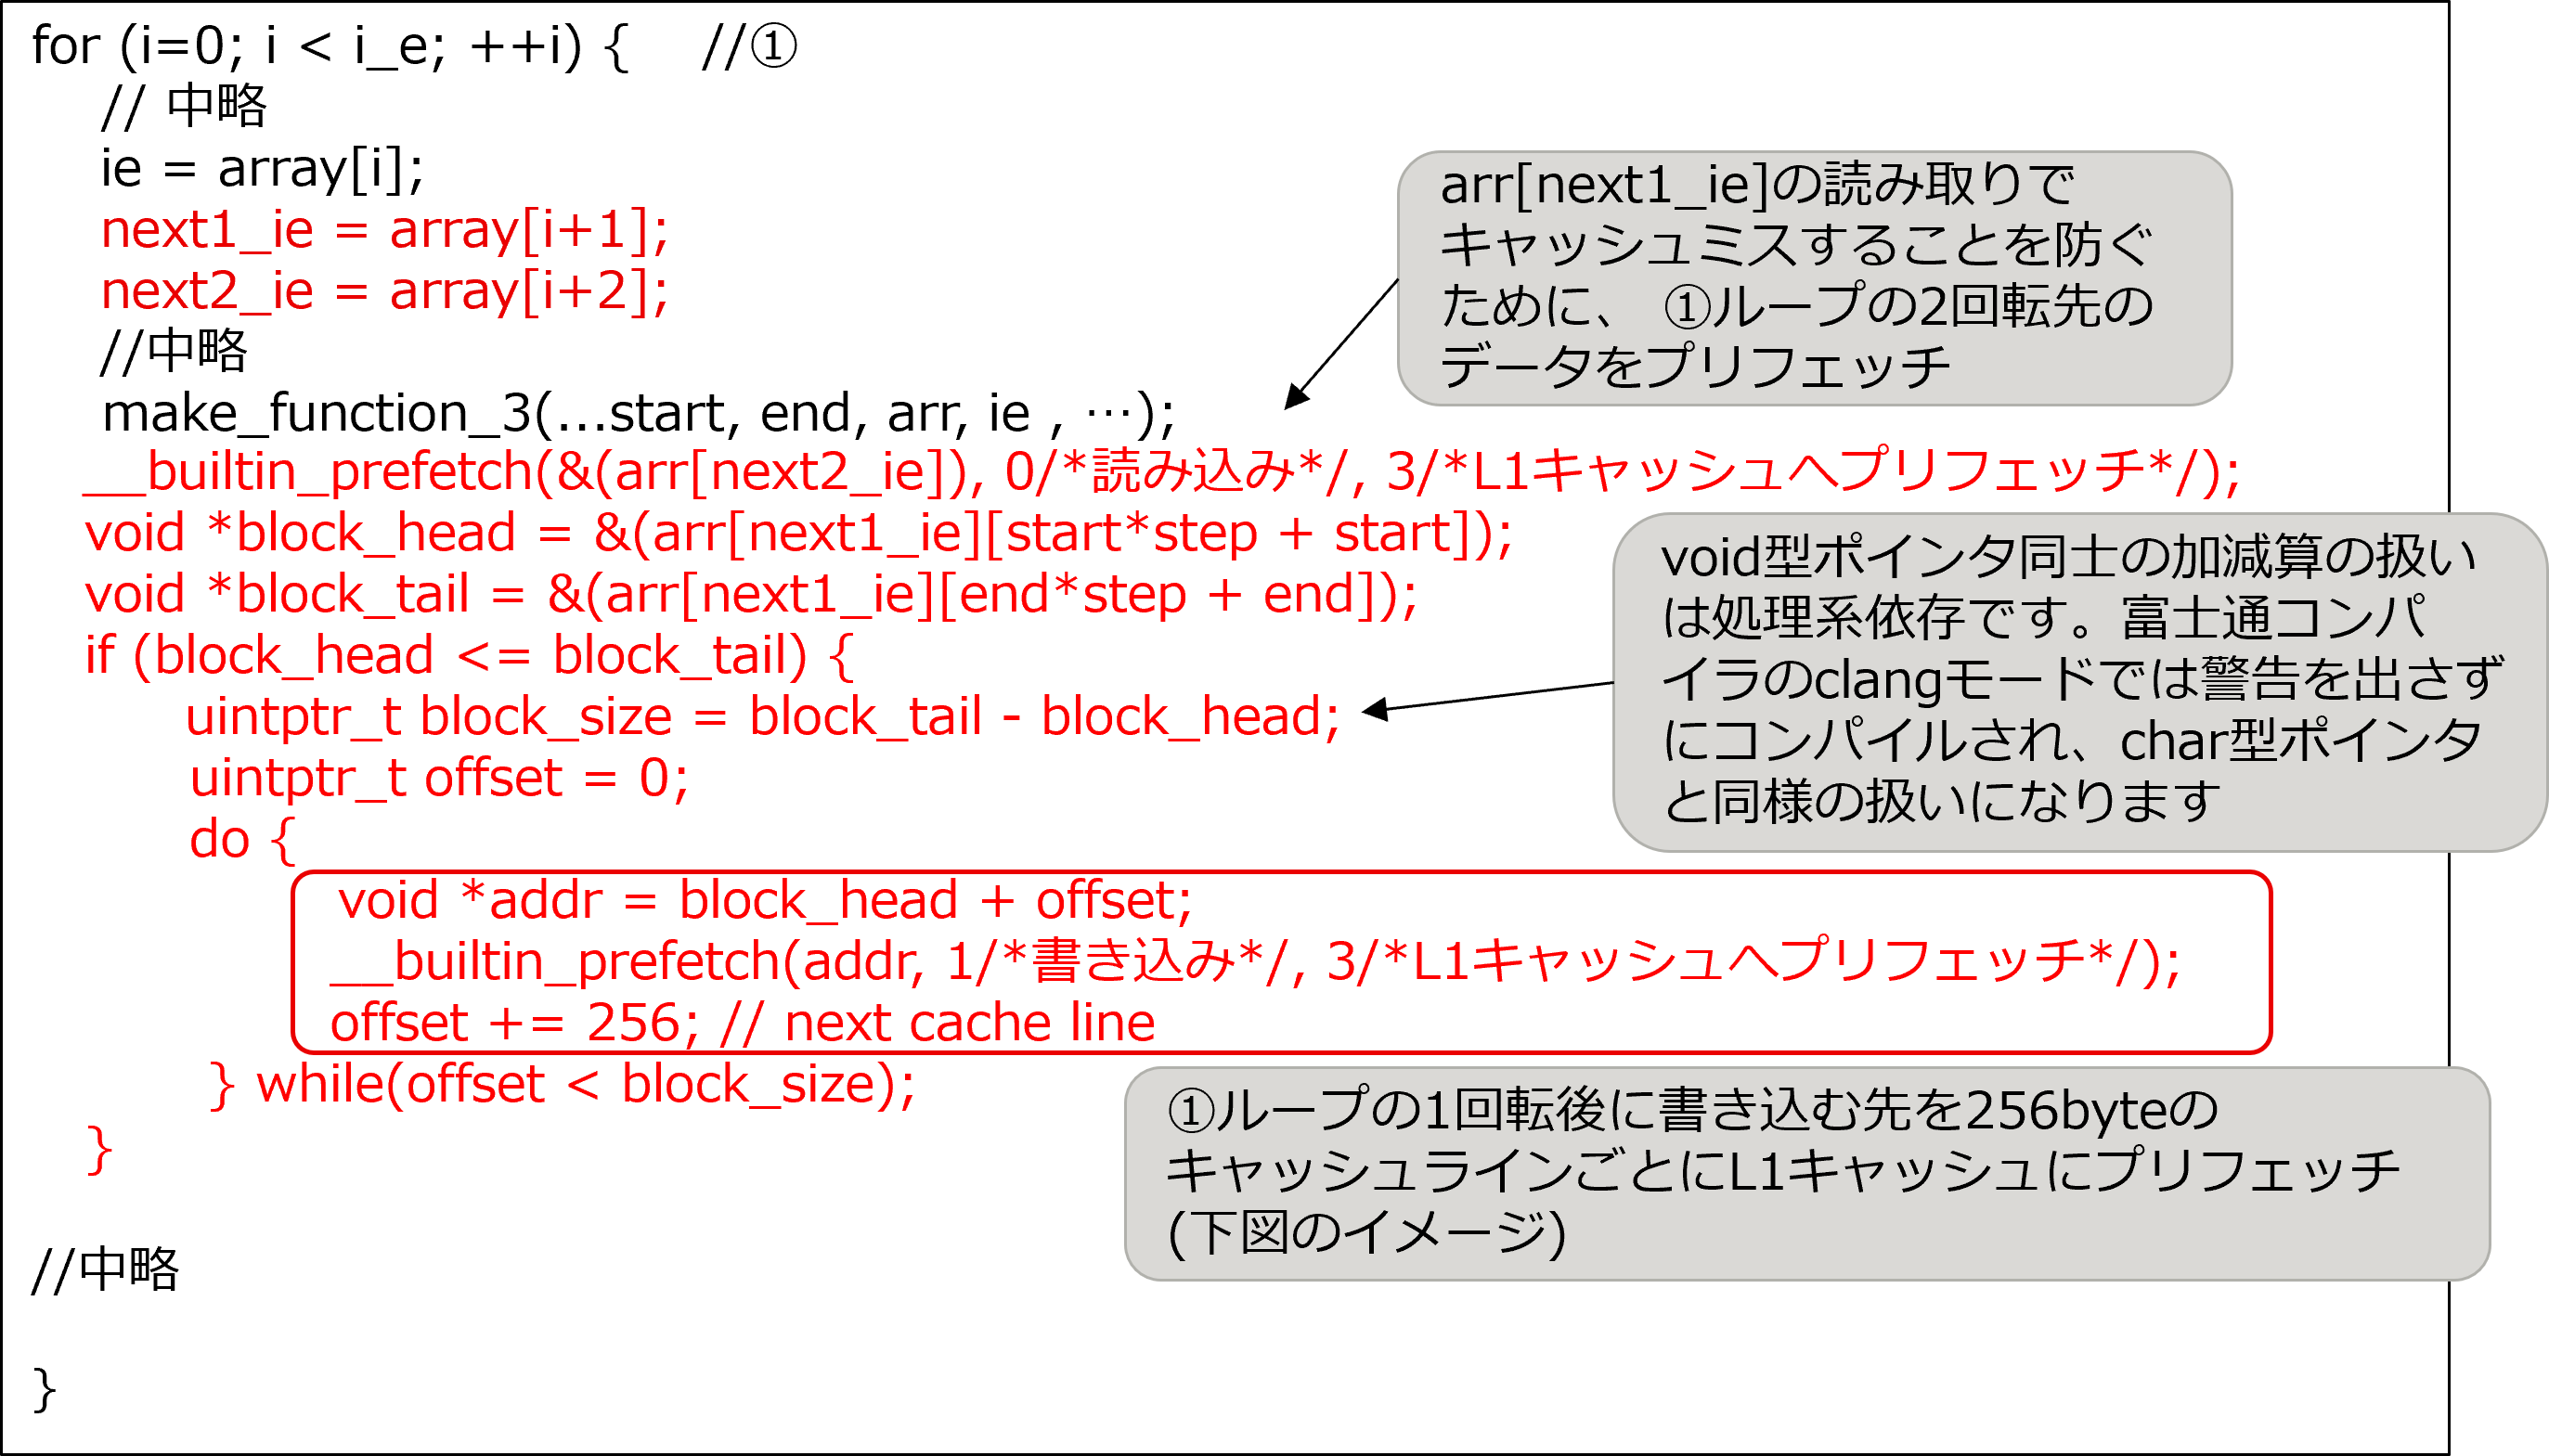 for (i=0; i < i_e; ++i) {    //①
// 中略
ie = array[i];
next1_ie = array[i+1];
next2_ie = array[i+2];
//中略
make_function_3(…start, end, arr, ie , …);
__builtin_prefetch(&(arr[next2_ie]), 0/*読み込み*/, 3/*L1キャッシュへプリフェッチ*/);
void *block_head = &(arr[next1_ie][start*step + start]);
void *block_tail = &(arr[next1_ie][end*step + end]);
if (block_head <= block_tail) {
uintptr_t block_size = block_tail - block_head;
uintptr_t offset = 0;
do {
void *addr = block_head + offset;
__builtin_prefetch(addr, 1/*書き込み*/, 3/*L1キャッシュへプリフェッチ*/);
offset += 256; // next cache line
} while(offset < block_size);
}
//中略
}
arr[next1_ie]の読み取りで
キャッシュミスすることを防ぐ
ために、 ①ループの2回転先の
データをプリフェッチ
void型ポインタ同士の加減算の扱い
は処理系依存です。富士通コンパ
イラのclangモードでは警告を出さず
にコンパイルされ、char型ポインタ
と同様の扱いになります
①ループの1回転後に書き込む先を256byteの
キャッシュラインごとにL1キャッシュにプリフェッチ
(下図のイメージ)